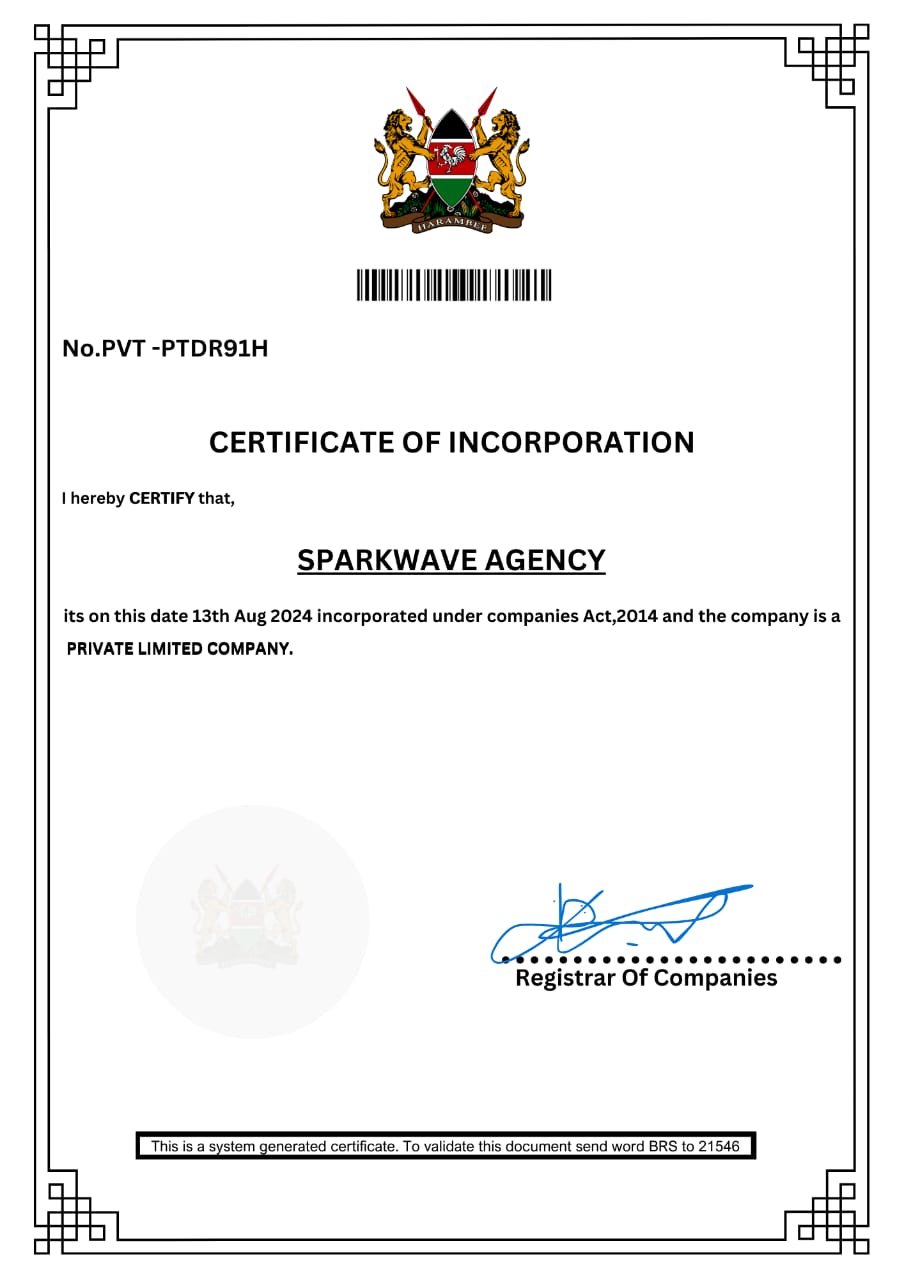 HARAMBEE
No.PVT -PTDR91H
CERTIFICATE OF INCORPORATION
I hereby CERTIFY that,
SPARKWAVE AGENCY
its on this date 13th Aug 2024 incorporated under companies Act,2014 and the company is a
PRIVATE LIMITED COMPANY.
Registrar Of Companies
This is a system generated certificate. To validate this document send word BRS to 21546